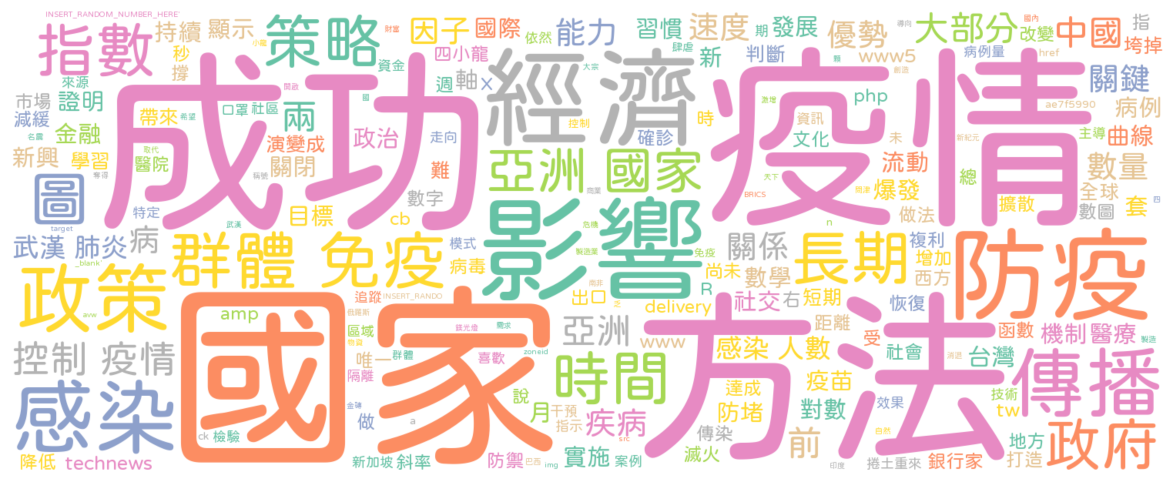 INSERT_RANDOM_NUMBER_HERE
指數
持續
顯示
策略
因子
國際
能力
習慣
速度
期
發展
優勢
大部分
改變
中國
指
垮掉
秒
撐
依然
四小龍
新
判斷
www5
病例量
href
關鍵
來源
資金
週
軸
X
成功
經濟
疫情
市場
減緩
證明
口罩
社區
兩
php
ae7f5990
病例
金融
帶來
政治
走向
確診
控制
時
資訊
文化
未
主導
曲線
演變成
新興
學習
醫院
關閉
難
亞洲
國家
流動
總
數量
圖
特定
目標
數字
cb
爆發
全球
數圖
做法
擴散
套
target
武漢
影響
BRICS
n
武漢 肺炎
病
群體 免疫
模式
病毒
關係
免疫
尚未
數學
長期
複利
增加
西方
防疫
_blank
政策
追蹤
INSERT_RANDO
R
出口
delivery
社交
右
短期
恢復
amp
國家
區域
亞洲
www
方法
距離
受
函數
機制
醫療
控制 疫情
唯一
群體
喜歡
zoneid
感染 人數
社會
台灣
隔離
時間
疫苗
傳播
感染
說
月
達成
技術
做
a
干預
指示
疾病
防堵
對數
效果
tw
ck
檢驗
src
傳染
前
地方
政府
降低
technews
新加坡
斜率
防禦
巴西
img
實施
案例
滅火
印度
捲土重來
銀行家
打造